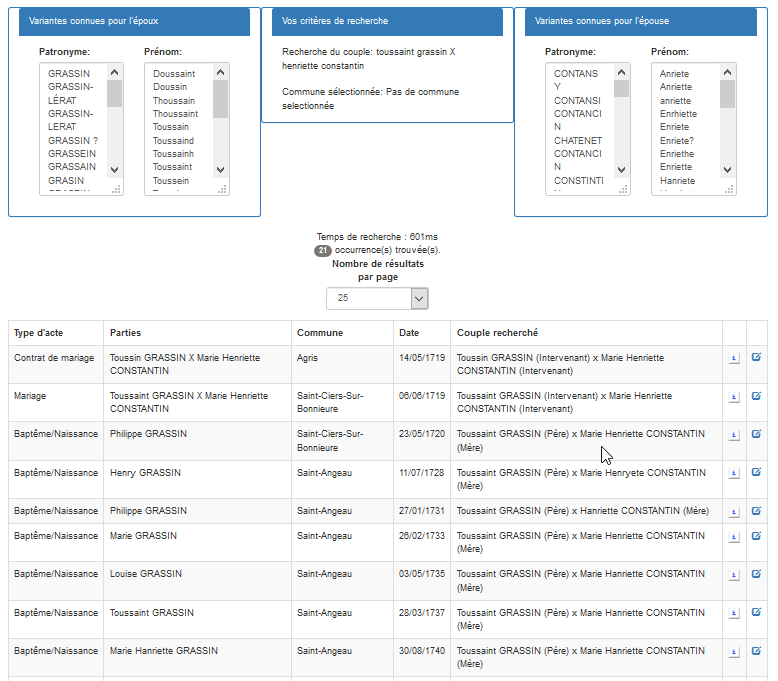 Variantes connues pour l'époux
Patronyme:
Prénom:
GRASSIN
GRASSIN-
LÉRAT
GRASSIN-
LERAT
GRASSIN ?
GRASSEIN
GRASSAIN
GRASIN
Doussaint
Doussin
Thoussain
Thoussaint
Toussain
Toussaind
Toussainh
Toussaint
Toussein
Vos critères de recherche
Recherche du couple: toussaint grassin X
henriette constantin
Commune sélectionnée: Pas de commune
selectionnée
Variantes connues pour l'épouse
Patronyme:
Prénom:
CONTANS
Y
CONTANSI
CONTANCI
N
CHATENET
CONTANCI
N
CONSTINTI
Anriete
Anriette
anriette
Enrhiette
Enriete
Enriete?
Enriethe
Enriette
Hanriete
Temps de recherche : 601ms
21 occurrence(s) trouvée(s).
Nombre de résultats
par page
25
Type d'acte Parties Commune Date Couple recherché
Contrat de mariage Toussin GRASSIN X Marie Henriette Agris 14/05/1719 Toussin GRASSIN (Intervenant) x Marie Henriette
CONSTANTIN CONSTANTIN (Intervenant)
Mariage Toussaint GRASSIN X Marie Henriette Saint-Ciers-Sur- 06/06/1719 Toussaint GRASSIN (Intervenant) x Marie Henriette
CONSTANTIN Bonnieure CONSTANTIN (Intervenant)
Baptême/Naissance Philippe GRASSIN Saint-Ciers-Sur- 23/05/1720 Toussaint GRASSIN (Père) x Marie Henriette CONSTANTIN
Bonnieure (Mère)
Baptême/Naissance Henry GRASSIN Saint-Angeau 11/07/1728 Toussaint GRASSIN (Père) x Marie Henryete CONSTANTIN
(Mère)
Baptême/Naissance Philippe GRASSIN Saint-Angeau 27/01/1731 Toussaint GRASSIN (Père) x Hanriette CONSTANTIN (Mère)
Baptême/Naissance Marie GRASSIN Saint-Angeau 26/02/1733 Toussaint GRASSIN (Père) x Marie Henriette CONSTANTIN
(Mère)
Baptême/Naissance Louise GRASSIN Saint-Angeau 03/05/1735 Toussaint GRASSIN (Père) x Marie Hanriette CONSTANTIN
(Mère)
Baptême/Naissance Toussaint GRASSIN Saint-Angeau 28/03/1737 Toussaint GRASSIN (Père) x Marie Hanriette CONSTANTIN
(Mère)
Baptême/Naissance Marie Hanriette GRASSIN Saint-Angeau 30/08/1740 Toussaint GRASSIN (Père) x Marie Hanriette CONSTANTIN
(Mère)